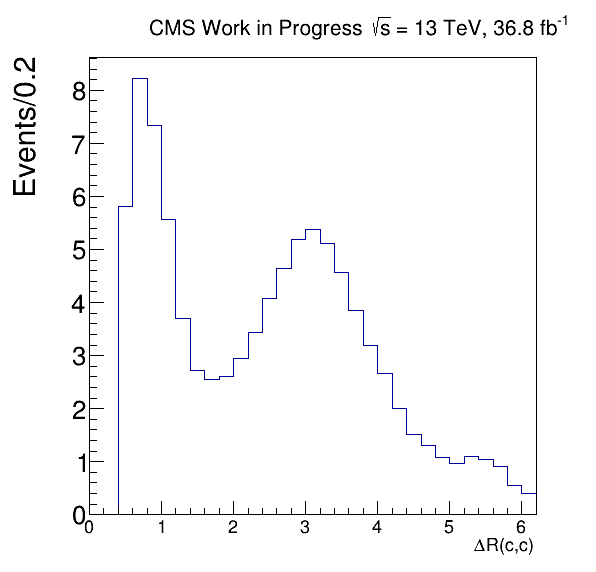 CMS Work in Progress √s = 13 TeV, 36.8 fb⁻¹
Events/0.2
8
7
6
5
4
3
2
1
0
0 1 2 3 4 5 6
ΔR(c,c)